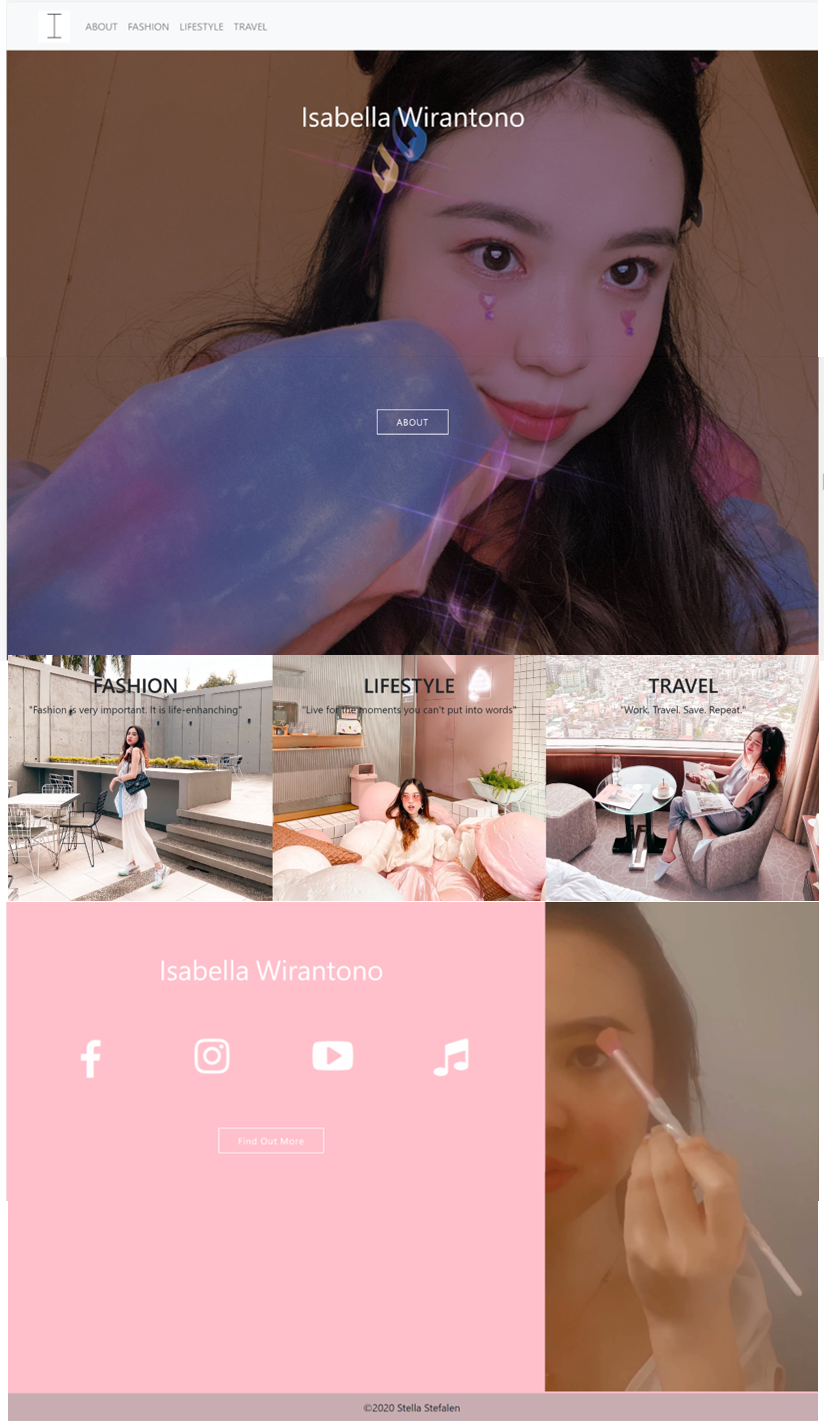 I
ABOUT FASHION LIFESTYLE TRAVEL
Isabella Wirantono
ABOUT
FASHION
"Fashion is very important. It is life-enhanching"
LIFESTYLE
"Live for the moments you can't put into words"
TRAVEL
"Work. Travel. Save. Repeat."
Isabella Wirantono
Find Out More
©2020 Stella Stefalen